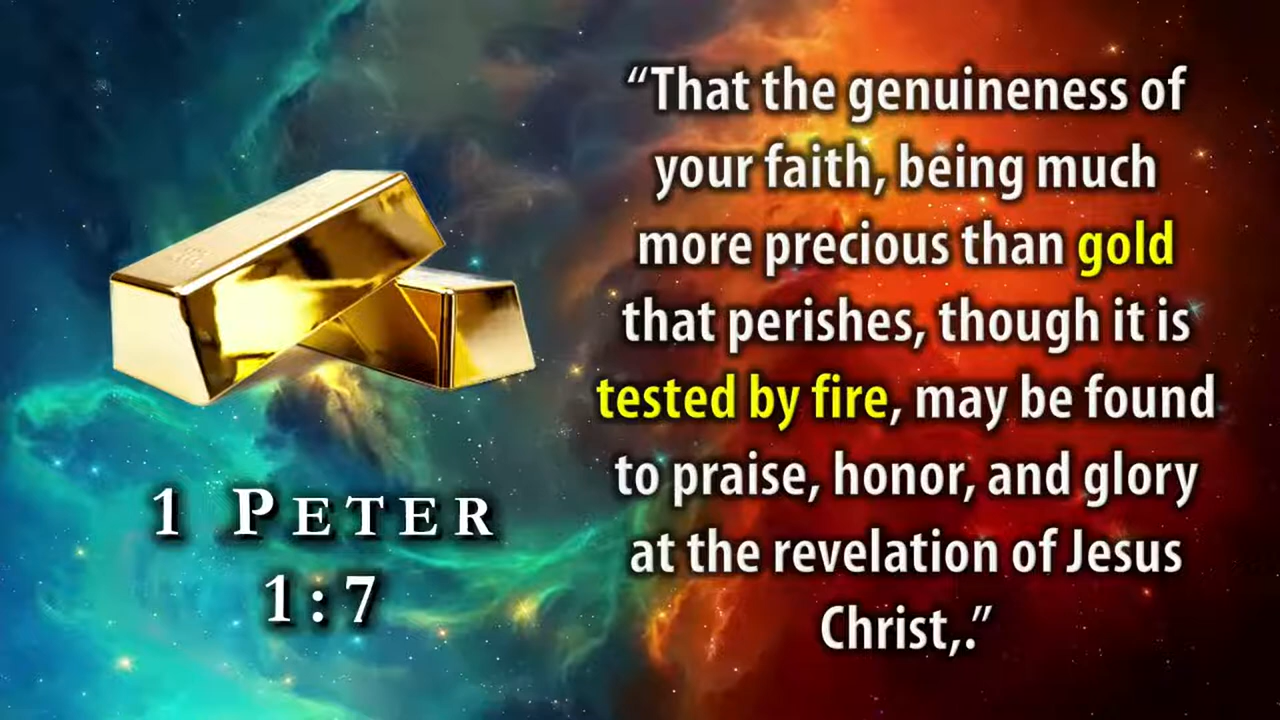 “That the genuineness of
your faith, being much
more precious than gold
that perishes, though it is
tested by fire, may be found
to praise, honor, and glory
at the revelation of Jesus
Christ,.”
1 PETER
1:7